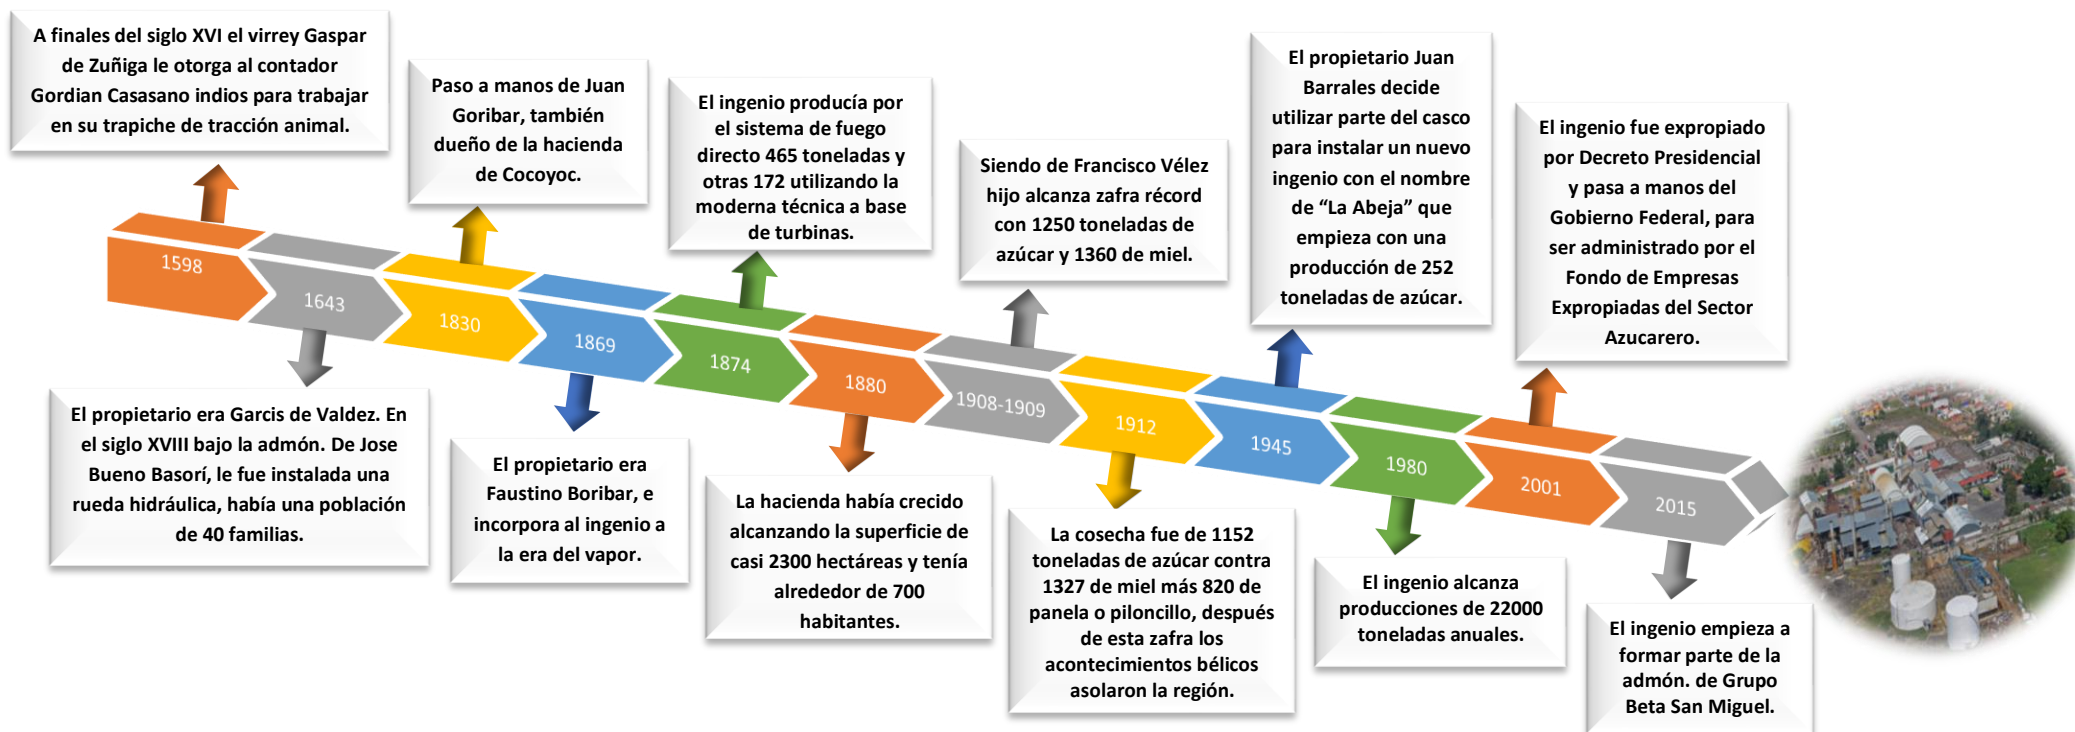 A finales del siglo XVI el virrey Gaspar
de Zuñiga le otorga al contador
Gordian Casasano indios para trabajar
en su trapiche de tracción animal.
1598
1643
El propietario era Garcis de Valdez. En
el siglo XVIII bajo la admón. De Jose
Bueno Basorí, le fue instalada una
rueda hidráulica, había una población
de 40 familias.
Paso a manos de Juan
Goribar, también
dueño de la hacienda
de Cocoyoc.
1830
1869
El propietario era
Faustino Boribar, e
incorpora al ingenio a
la era del vapor.
El ingenio producía por
el sistema de fuego
directo 465 toneladas y
otras 172 utilizando la
moderna técnica a base
de turbinas.
1874
1880
La hacienda había crecido
alcanzando la superficie de
casi 2300 hectáreas y tenía
alrededor de 700
habitantes.
Siendo de Francisco Vélez
hijo alcanza zafra récord
con 1250 toneladas de
azúcar y 1360 de miel.
1908-1909
1912
La cosecha fue de 1152
toneladas de azúcar contra
1327 de miel más 820 de
panela o piloncillo, después
de esta zafra los
acontecimientos bélicos
asolaron la región.
El propietario Juan
Barrales decide
utilizar parte del casco
para instalar un nuevo
ingenio con el nombre
de “La Abeja” que
empieza con una
producción de 252
toneladas de azúcar.
1945
1980
El ingenio alcanza
producciones de 22000
toneladas anuales.
El ingenio fue expropiado
por Decreto Presidencial
y pasa a manos del
Gobierno Federal, para
ser administrado por el
Fondo de Empresas
Expropiadas del Sector
Azucarero.
2001
2015
El ingenio empieza a
formar parte de la
admón. de Grupo
Beta San Miguel.